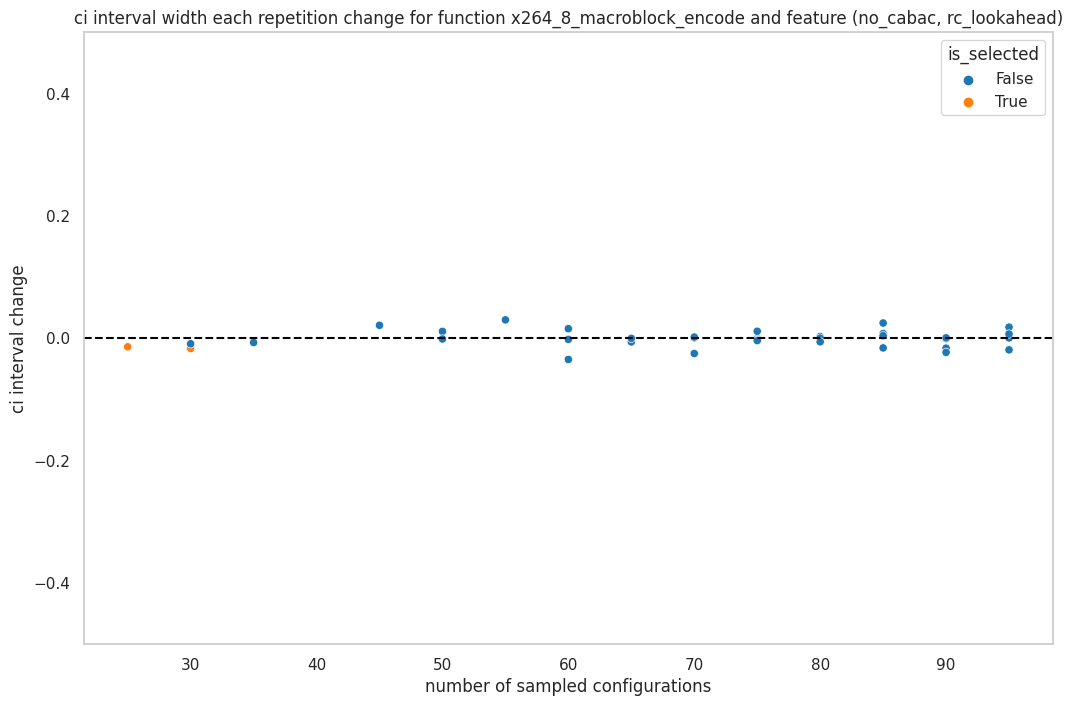 ci interval width each repetition change for function x264_8_macroblock_encode and feature (no_cabac, rc_lookahead)
is_selected
False
True
0.4
0.2
0.0
−0.2
−0.4
ci interval change
30 40 50 60 70 80 90
number of sampled configurations